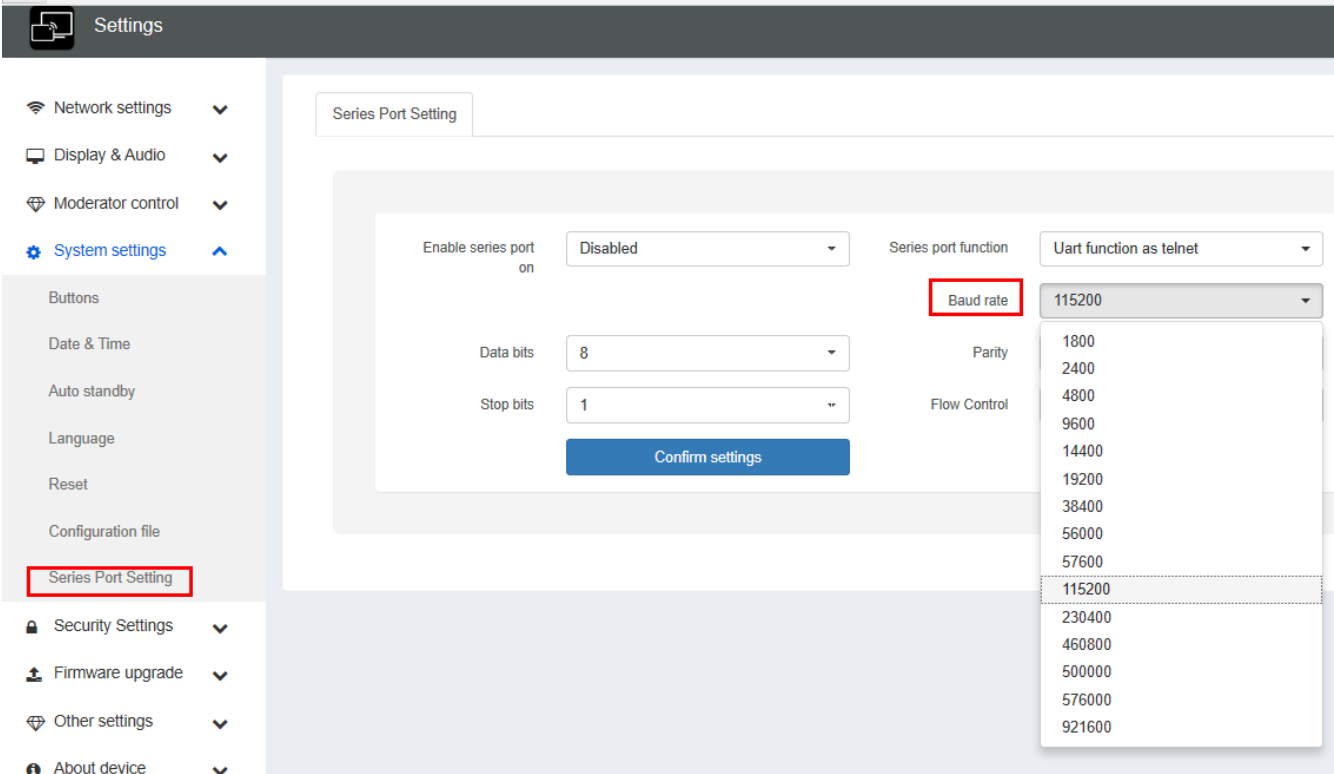 Settings
Network settings
Display & Audio
Moderator control
System settings
Buttons
Date & Time
Auto standby
Language
Reset
Configuration file
Series Port Setting
Security Settings
Firmware upgrade
Other settings
About device
Series Port Setting
Enable series port
on
Disabled
Series port function
Uart function as telnet
Baud rate
115200
Data bits
8
Parity
Stop bits
1
Flow Control
Confirm settings
1800
2400
4800
9600
14400
19200
38400
56000
57600
115200
230400
460800
500000
576000
921600